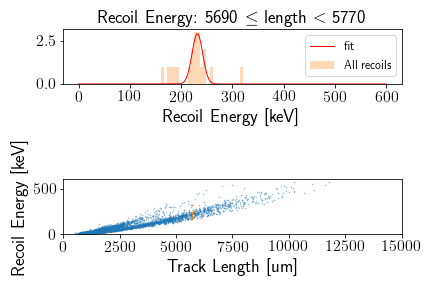 Recoil Energy: 5690 ≤ length < 5770
2.5
0.0
fit
All recoils
0 100 200 300 400 500 600
Recoil Energy [keV]
Recoil Energy [keV]
500
0
0 2500 5000 7500 10000 12500 15000
Track Length [um]